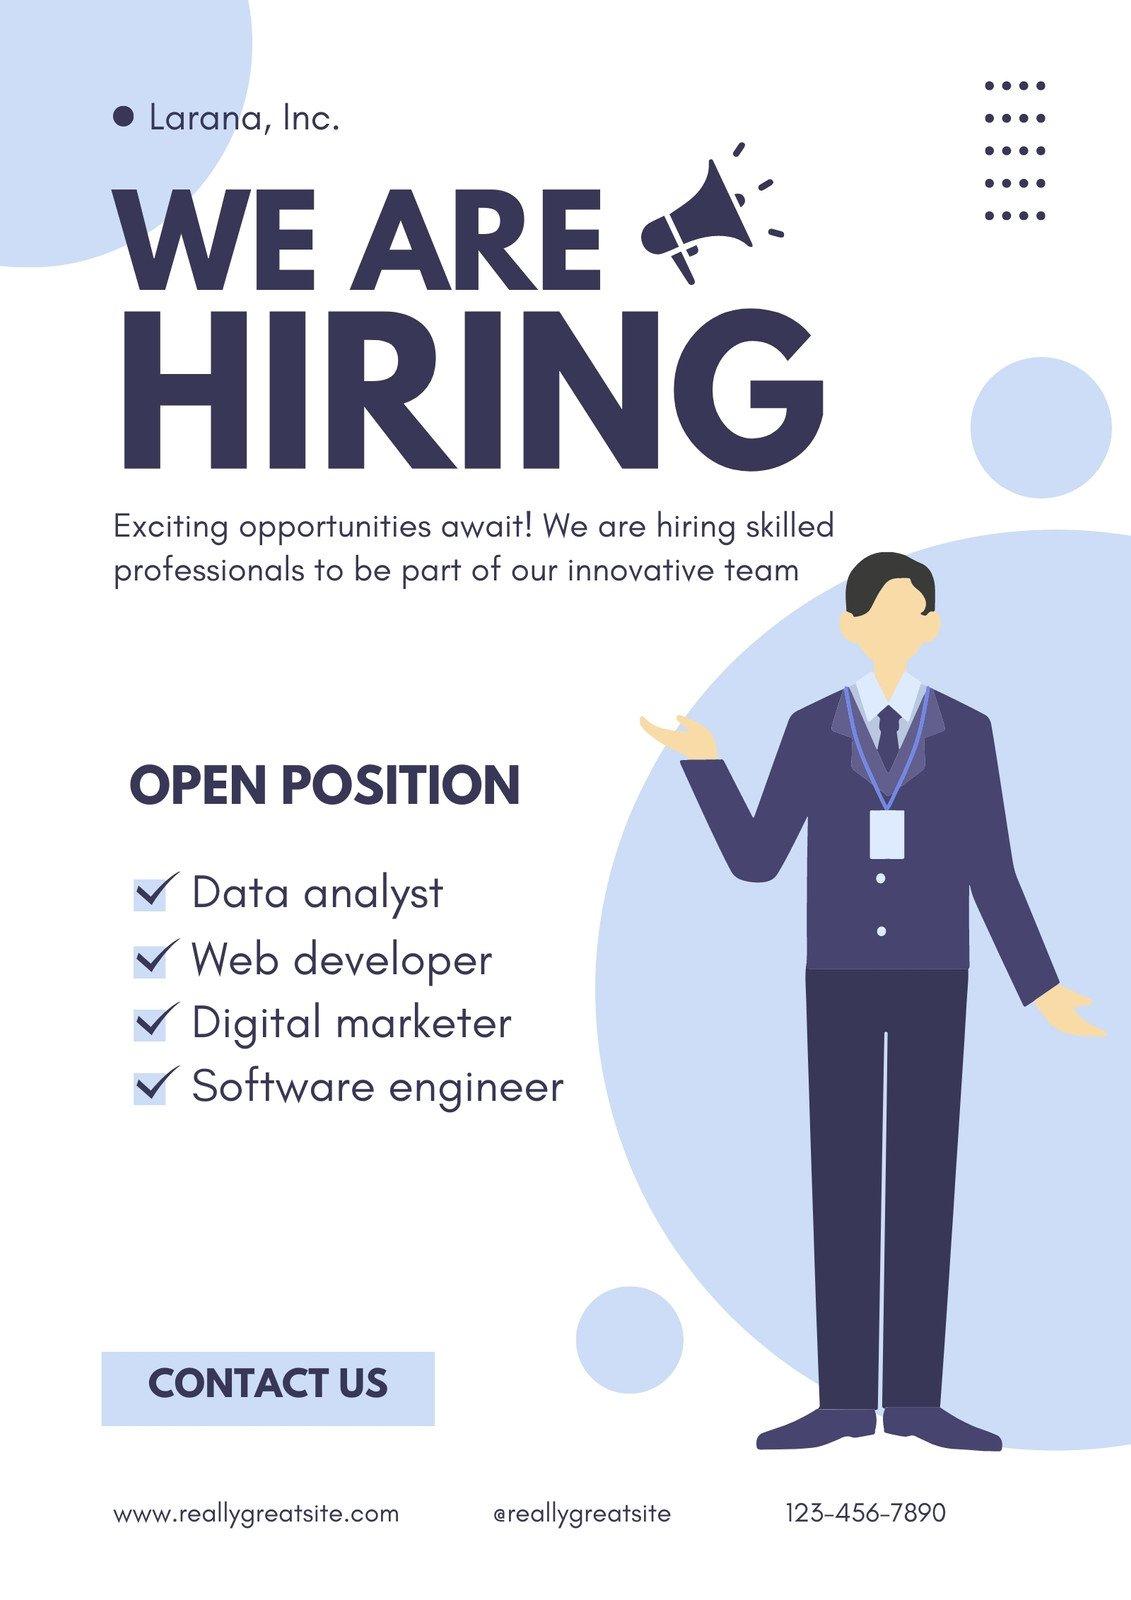 Larana, Inc.
WE ARE
HIRING
Exciting opportunities await! We are hiring skilled
professionals to be part of our innovative team
OPEN POSITION
Data analyst
Web developer
Digital marketer
Software engineer
CONTACT US
www.reallygreatsite.com
@reallygreatsite
123-456-7890